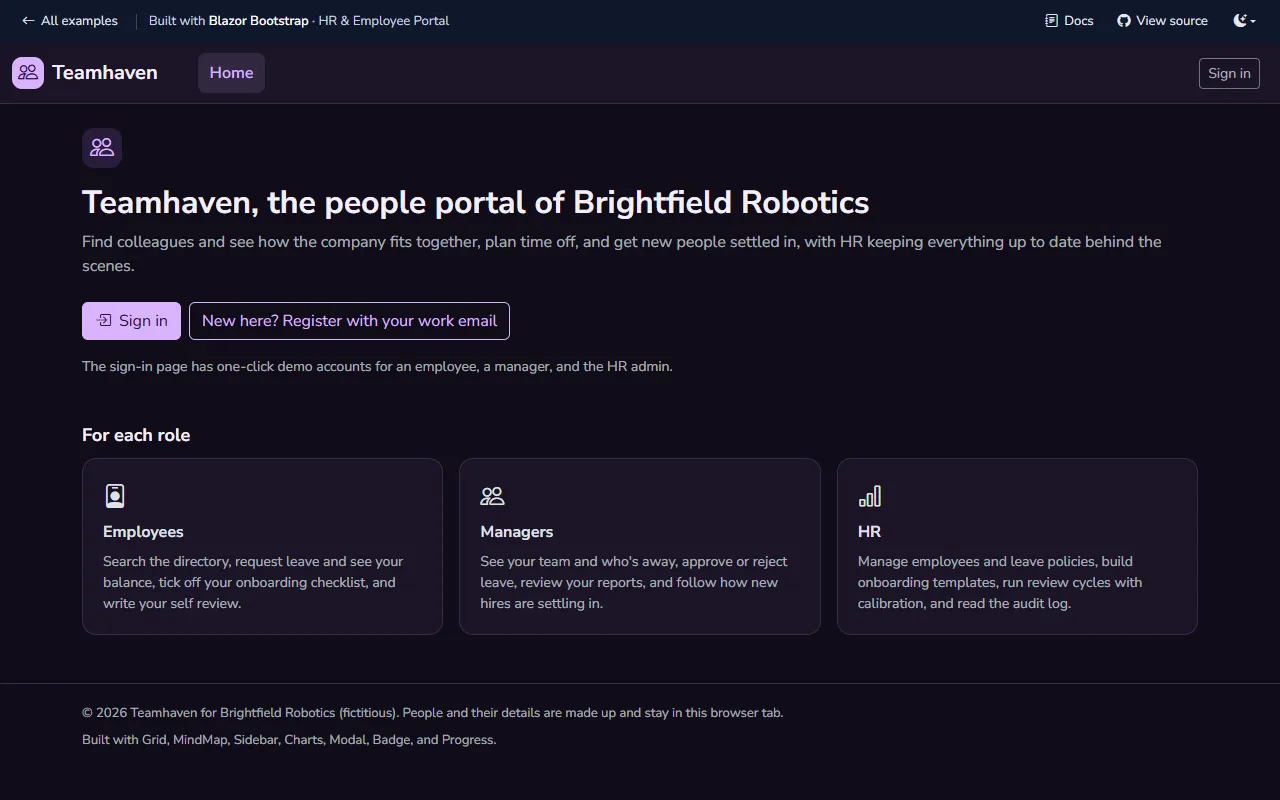 All examples
Built with Blazor Bootstrap · HR & Employee Portal
Docs
View source
Teamhaven
Home
Sign in
Teamhaven, the people portal of Brightfield Robotics
Find colleagues and see how the company fits together, plan time off, and get new people settled in, with HR keeping everything up to date behind the
scenes.
Sign in
New here? Register with your work email
The sign-in page has one-click demo accounts for an employee, a manager, and the HR admin.
For each role
Employees
Search the directory, request leave and see your
balance, tick off your onboarding checklist, and
write your self review.
Managers
See your team and who's away, approve or reject
leave, review your reports, and follow how new
hires are settling in.
HR
Manage employees and leave policies, build
onboarding templates, run review cycles with
calibration, and read the audit log.
© 2026 Teamhaven for Brightfield Robotics (fictitious). People and their details are made up and stay in this browser tab.
Built with Grid, MindMap, Sidebar, Charts, Modal, Badge, and Progress.